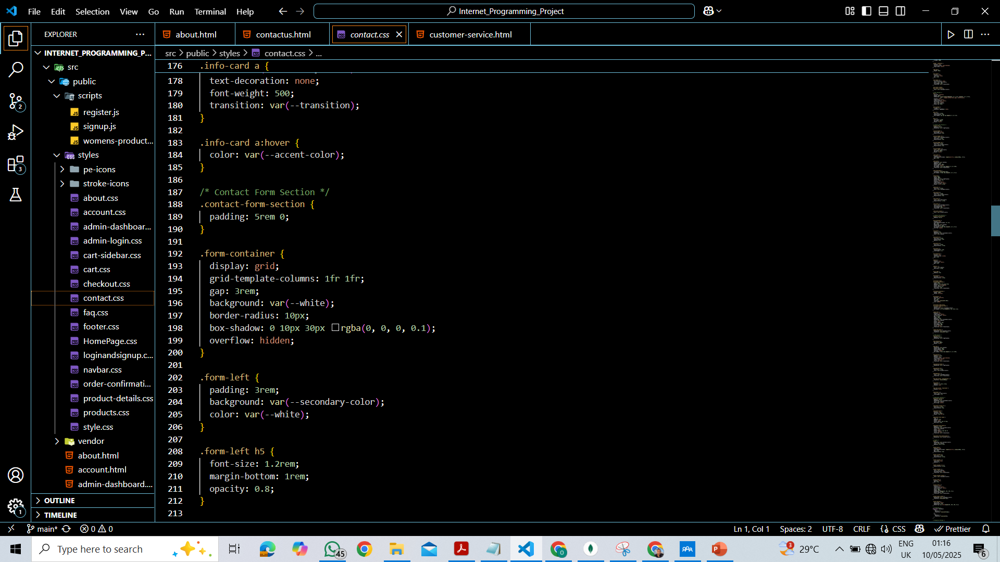 File Edit Selection View Go Run Terminal Help
Internet_Programming_Project
EXPLORER
about.html
contactus.html
contact.css
customer-service.html
INTERNET_PROGRAMMING_P...
src
public
scripts
register.js
signup.js
womens-product...
styles
pe-icons
stroke-icons
about.css
account.css
admin-dashboar...
admin-login.css
cart-sidebar.css
cart.css
checkout.css
contact.css
faq.css
footer.css
HomePage.css
loginandsignup.c...
navbar.css
order-confirmati...
product-details.css
products.css
style.css
vendor
about.html
account.html
admin-dashboard....
OUTLINE
TIMELINE
2
3
1
src > public > styles > contact.css > ...
176 .info-card a {
178 text-decoration: none;
179 font-weight: 500;
180 transition: var(--transition);
181 }
182
183 .info-card a:hover {
184 color: var(--accent-color);
185 }
186
187 /* Contact Form Section */
188 .contact-form-section {
189 padding: 5rem 0;
190 }
191
192 .form-container {
193 display: grid;
194 grid-template-columns: 1fr 1fr;
195 gap: 3rem;
196 background: var(--white);
197 border-radius: 10px;
198 box-shadow: 0 10px 30px rgba(0, 0, 0, 0.1);
199 overflow: hidden;
200 }
201
202 .form-left {
203 padding: 3rem;
204 background: var(--secondary-color);
205 color: var(--white);
206 }
207
208 .form-left h5 {
209 font-size: 1.2rem;
210 margin-bottom: 1rem;
211 opacity: 0.8;
212 }
213
main* 0 0
Ln 1, Col 1 Spaces: 2 UTF-8 CRLF {} CSS Prettier
Type here to search
45
3
29°C
ENG
UK
01:16
10/05/2025
6